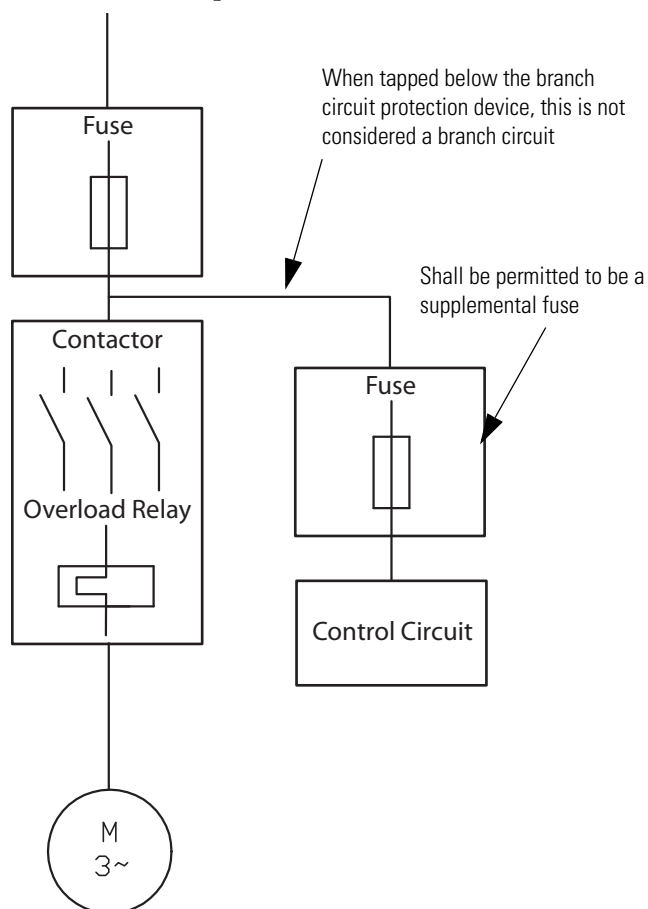 When tapped below the branch
circuit protection device, this is not
considered a branch circuit
Fuse
Shall be permitted to be a
supplemental fuse
Contactor
Fuse
Overload Relay
Control Circuit
M
3~